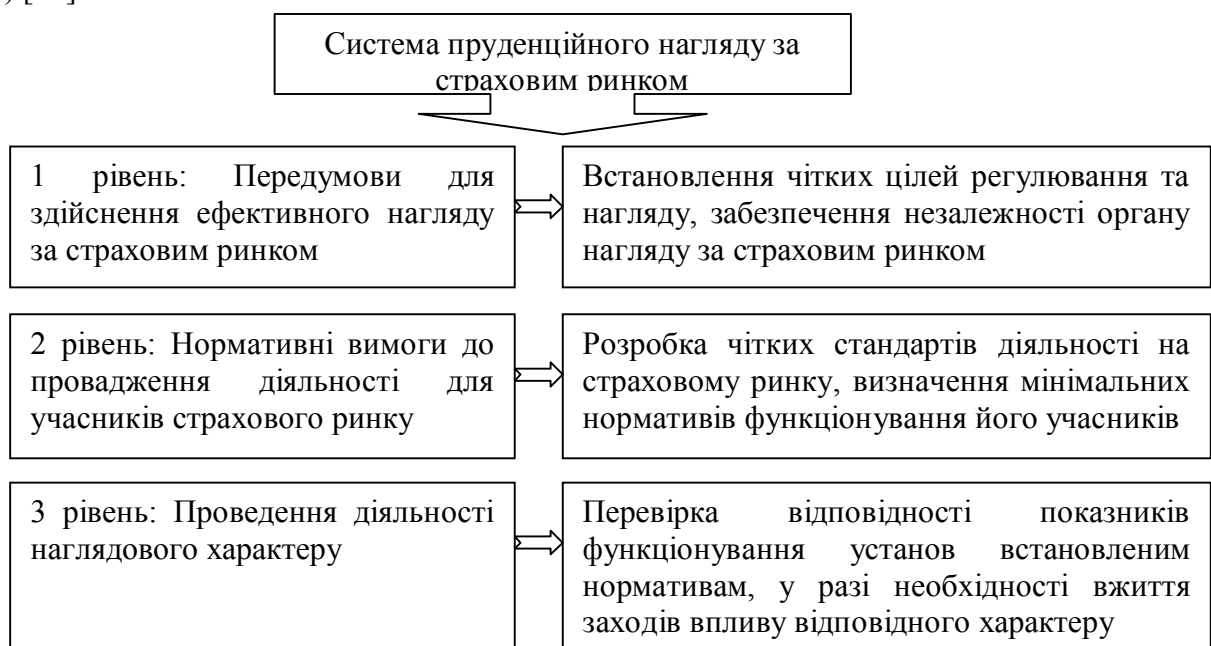 Система пруденційного нагляду за
страховим ринком
1 рівень: Передумови для
здійснення ефективного нагляду
за страховим ринком
Встановлення чітких цілей регулювання та
нагляду, забезпечення незалежності органу
нагляду за страховим ринком
2 рівень: Нормативні вимоги до
провадження діяльності для
учасників страхового ринку
Розробка чітких стандартів діяльності на
страховому ринку, визначення мінімальних
нормативів функціонування його учасників
3 рівень: Проведення діяльності
наглядового характеру
Перевірка відповідності показників
функціонування установ встановленим
нормативам, у разі необхідності вжиття
заходів впливу відповідного характеру